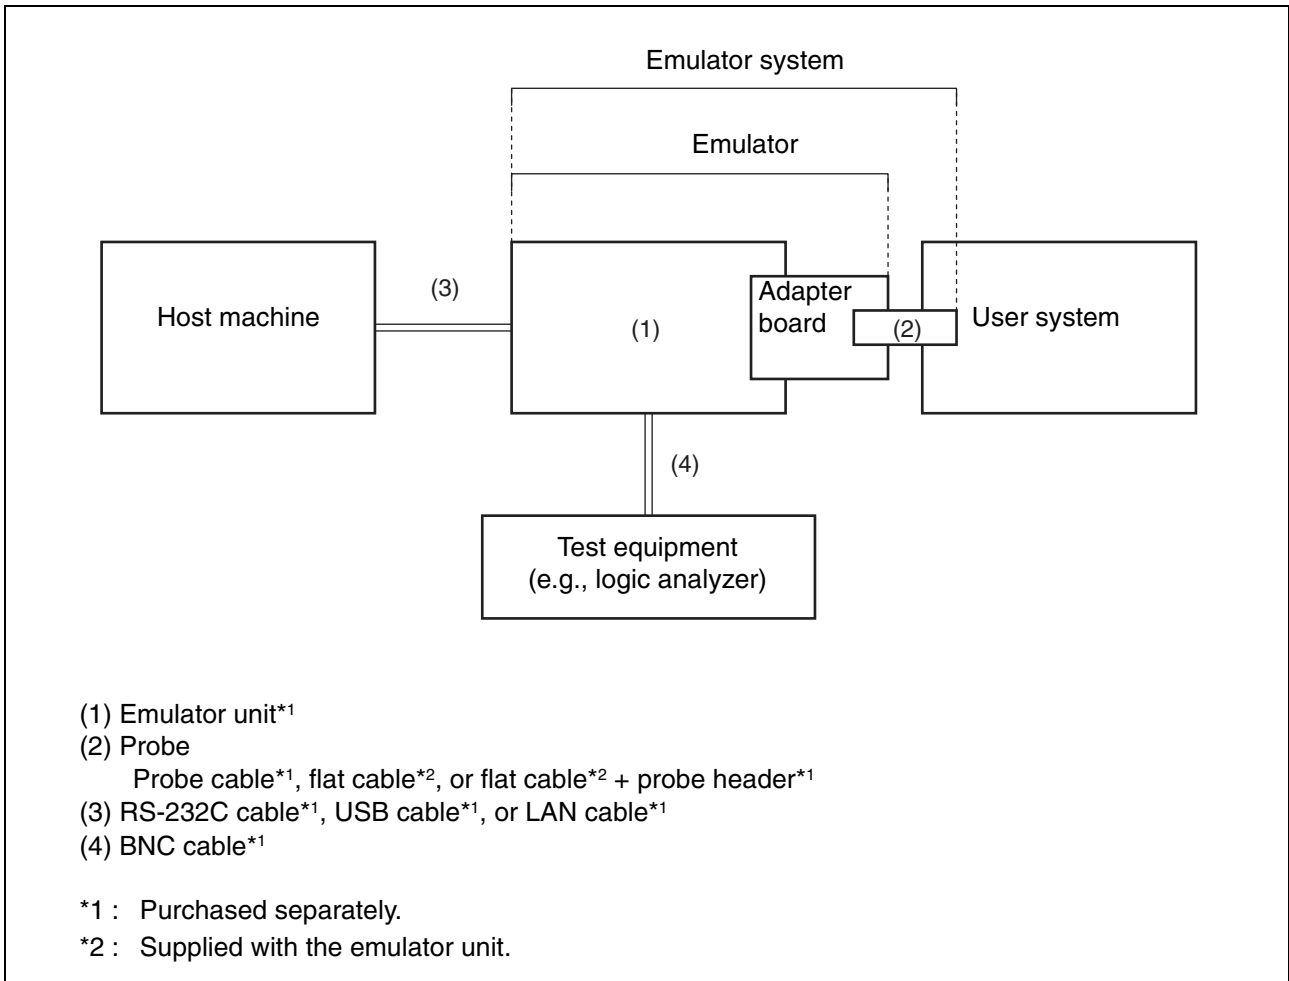 Emulator system
Emulator
Host machine
(3)
(1)
Adapter
board
(2)
User system
(4)
Test equipment
(e.g., logic analyzer)
(1) Emulator unit*1
(2) Probe
Probe cable*1, flat cable*2, or flat cable*2 + probe header*1
(3) RS-232C cable*1, USB cable*1, or LAN cable*1
(4) BNC cable*1
*1 : Purchased separately.
*2 : Supplied with the emulator unit.